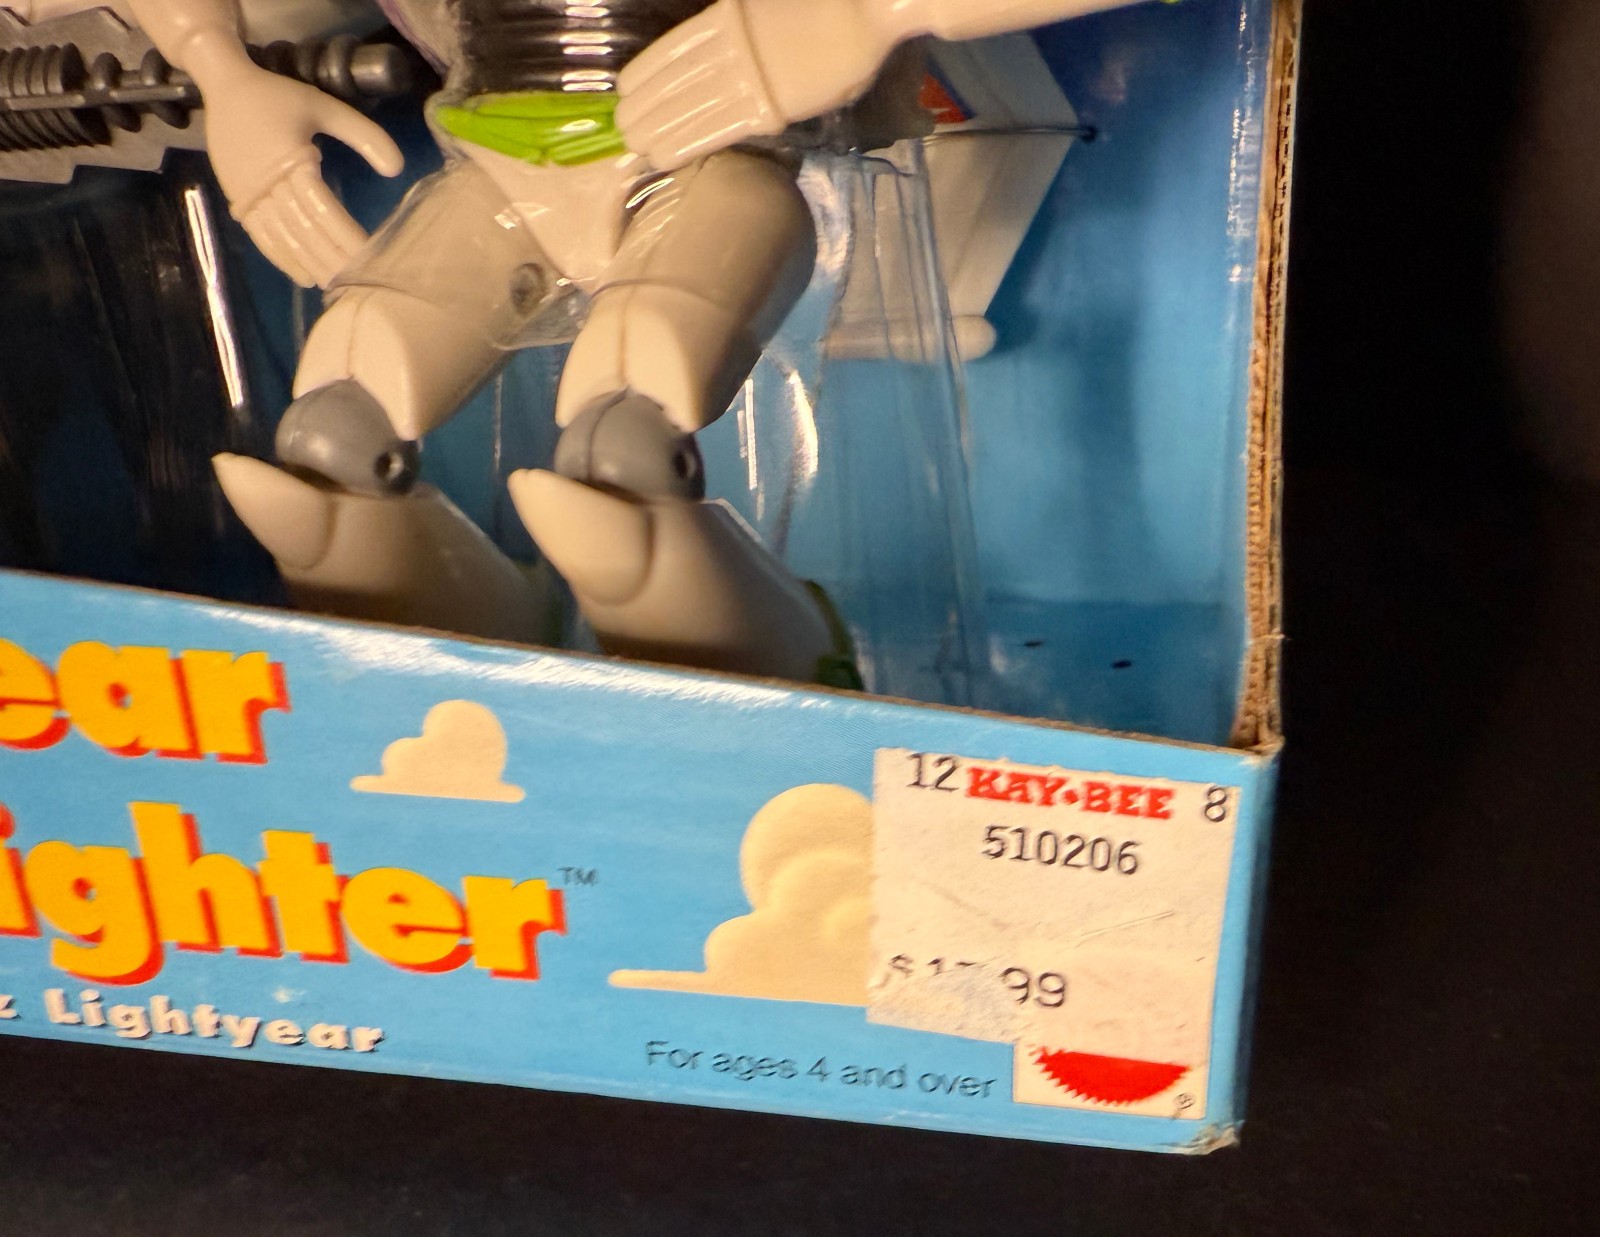 ear
ighter™
z Lightyear
For ages 4 and over
12 KAY·BEE 8
510206
99
®